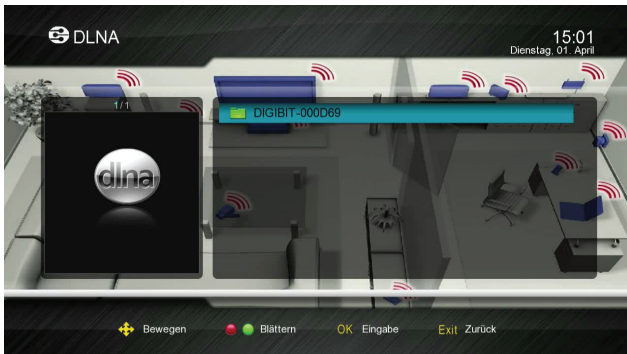 DLNA
15:01
Dienstag, 01. April
1/1
DIGIBIT-000D69
dlna
Bewegen
Blättern
OK Eingabe
Exit Zurück